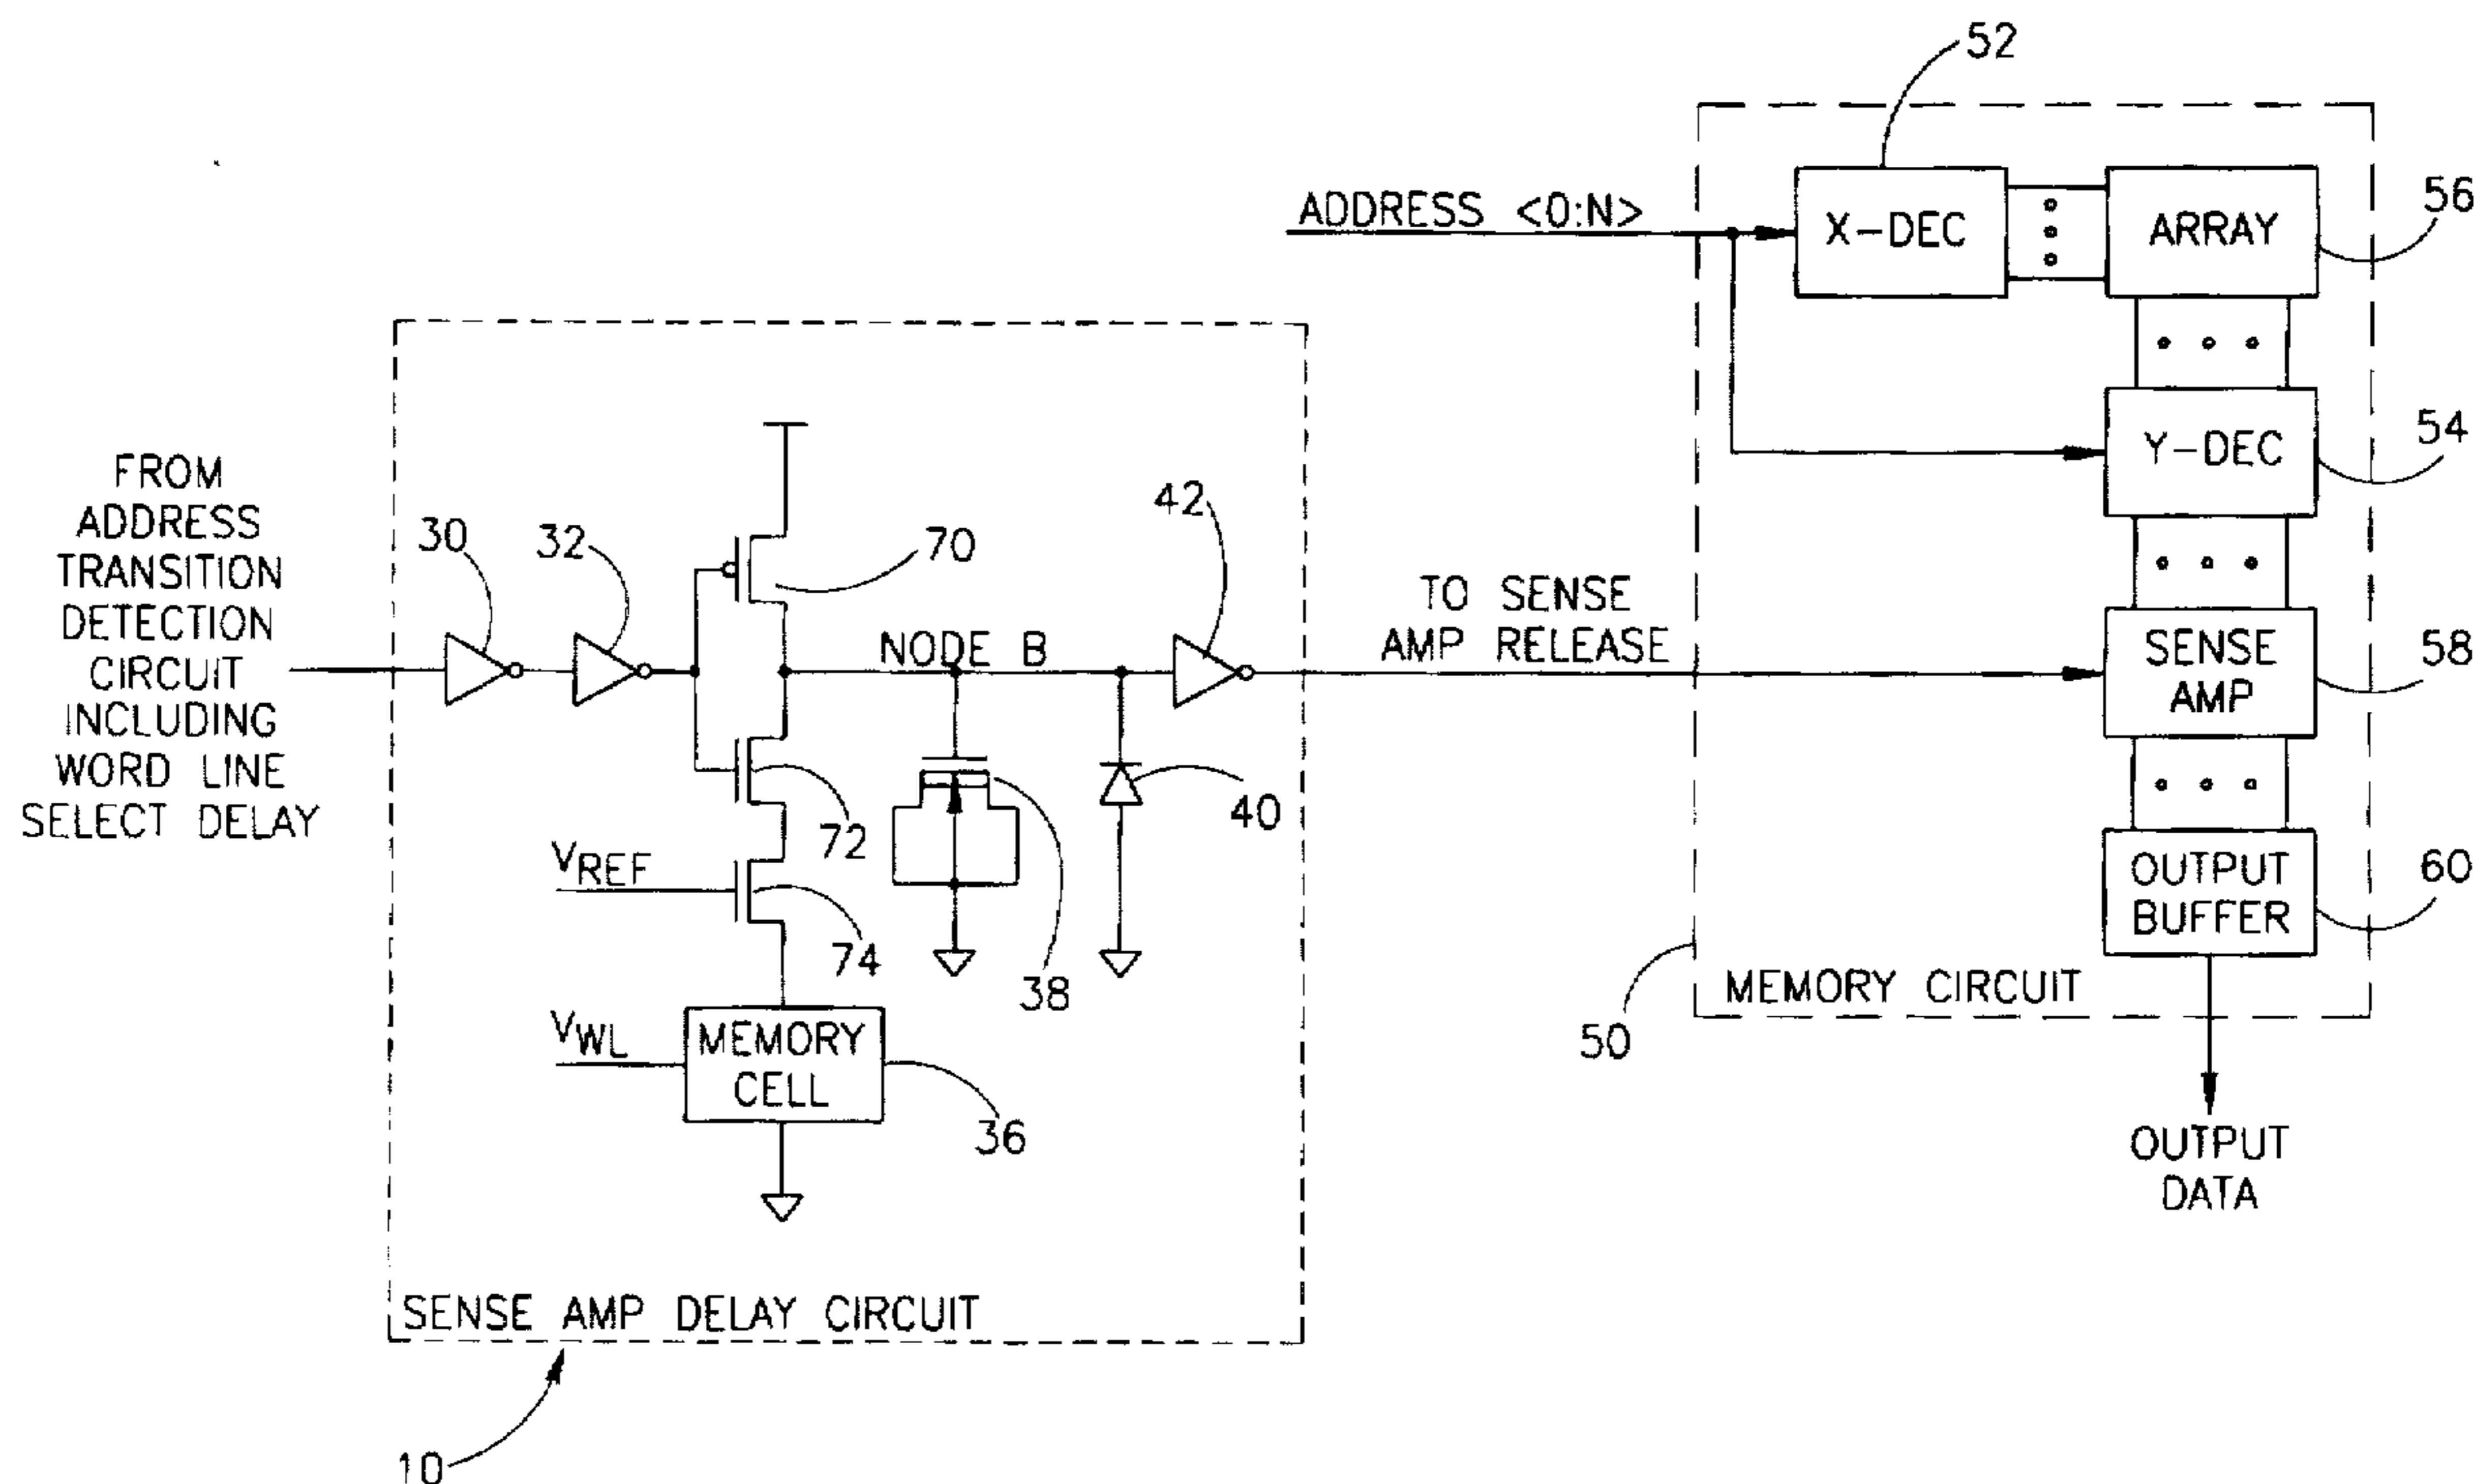 52
ADDRESS <0:N>
X-DEC
ARRAY
56
FROM
ADDRESS
TRANSITION
DETECTION
CIRCUIT
INCLUDING
WORD LINE
SELECT DELAY
30
32
70
42
NODE B
72
VREF
74
38
40
VWL
MEMORY
CELL
36
SENSE AMP DELAY CIRCUIT
10
TO SENSE
AMP RELEASE
Y-DEC
54
SENSE
AMP
58
OUTPUT
BUFFER
60
MEMORY CIRCUIT
50
OUTPUT
DATA